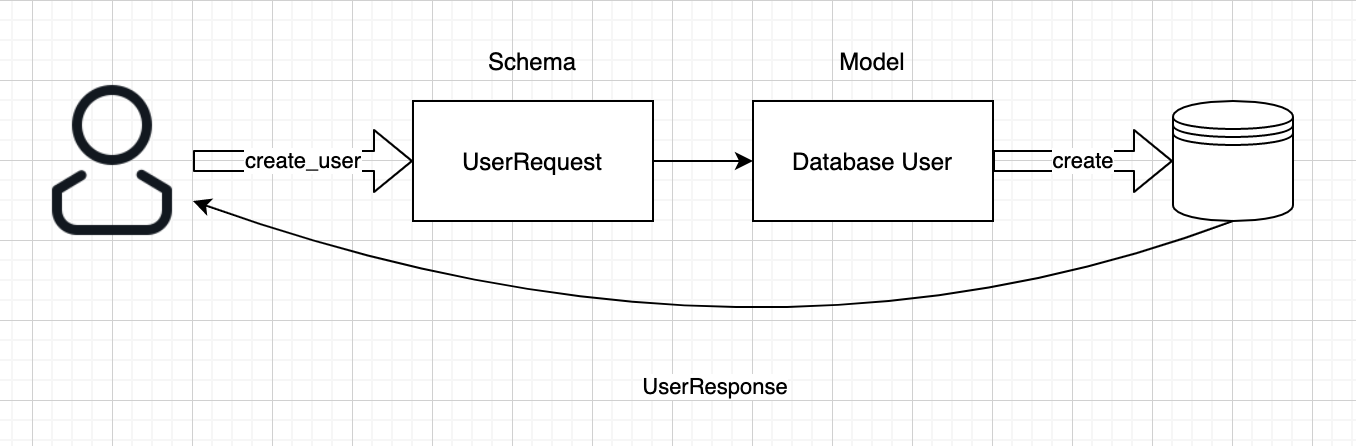 Schema
Model
create_user
UserRequest
Database User
create
UserResponse